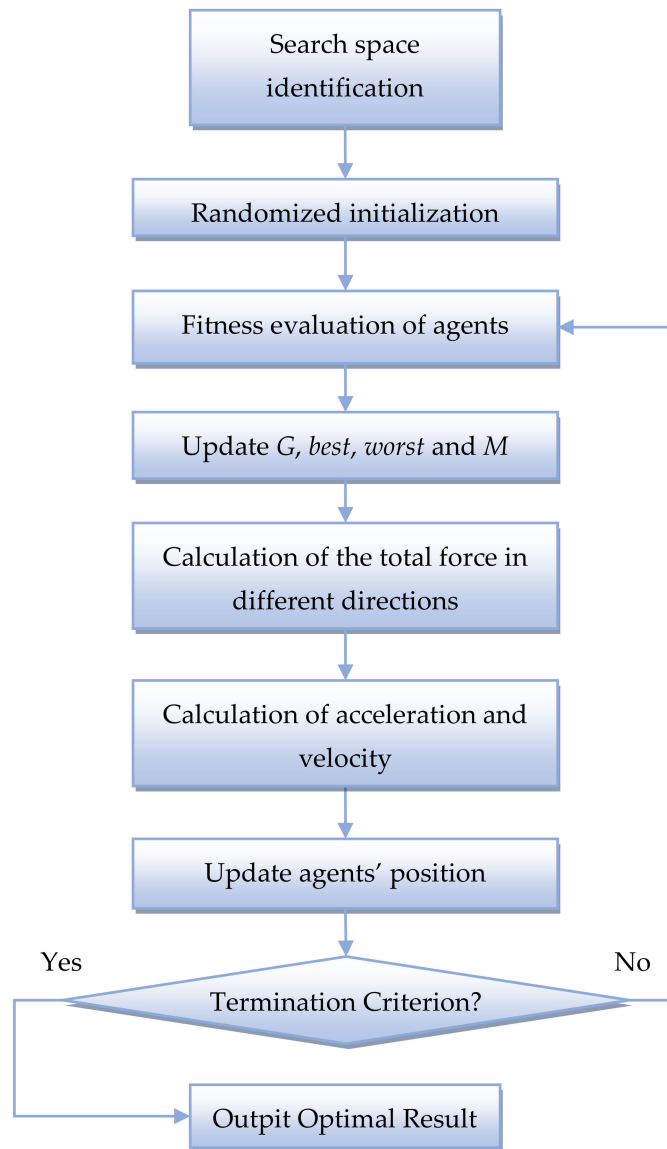 Search space
identification
Randomized initialization
Fitness evaluation of agents
Update G, best, worst and M
Calculation of the total force in
different directions
Calculation of acceleration and
velocity
Update agents’ position
Yes
No
Termination Criterion?
Outpit Optimal Result